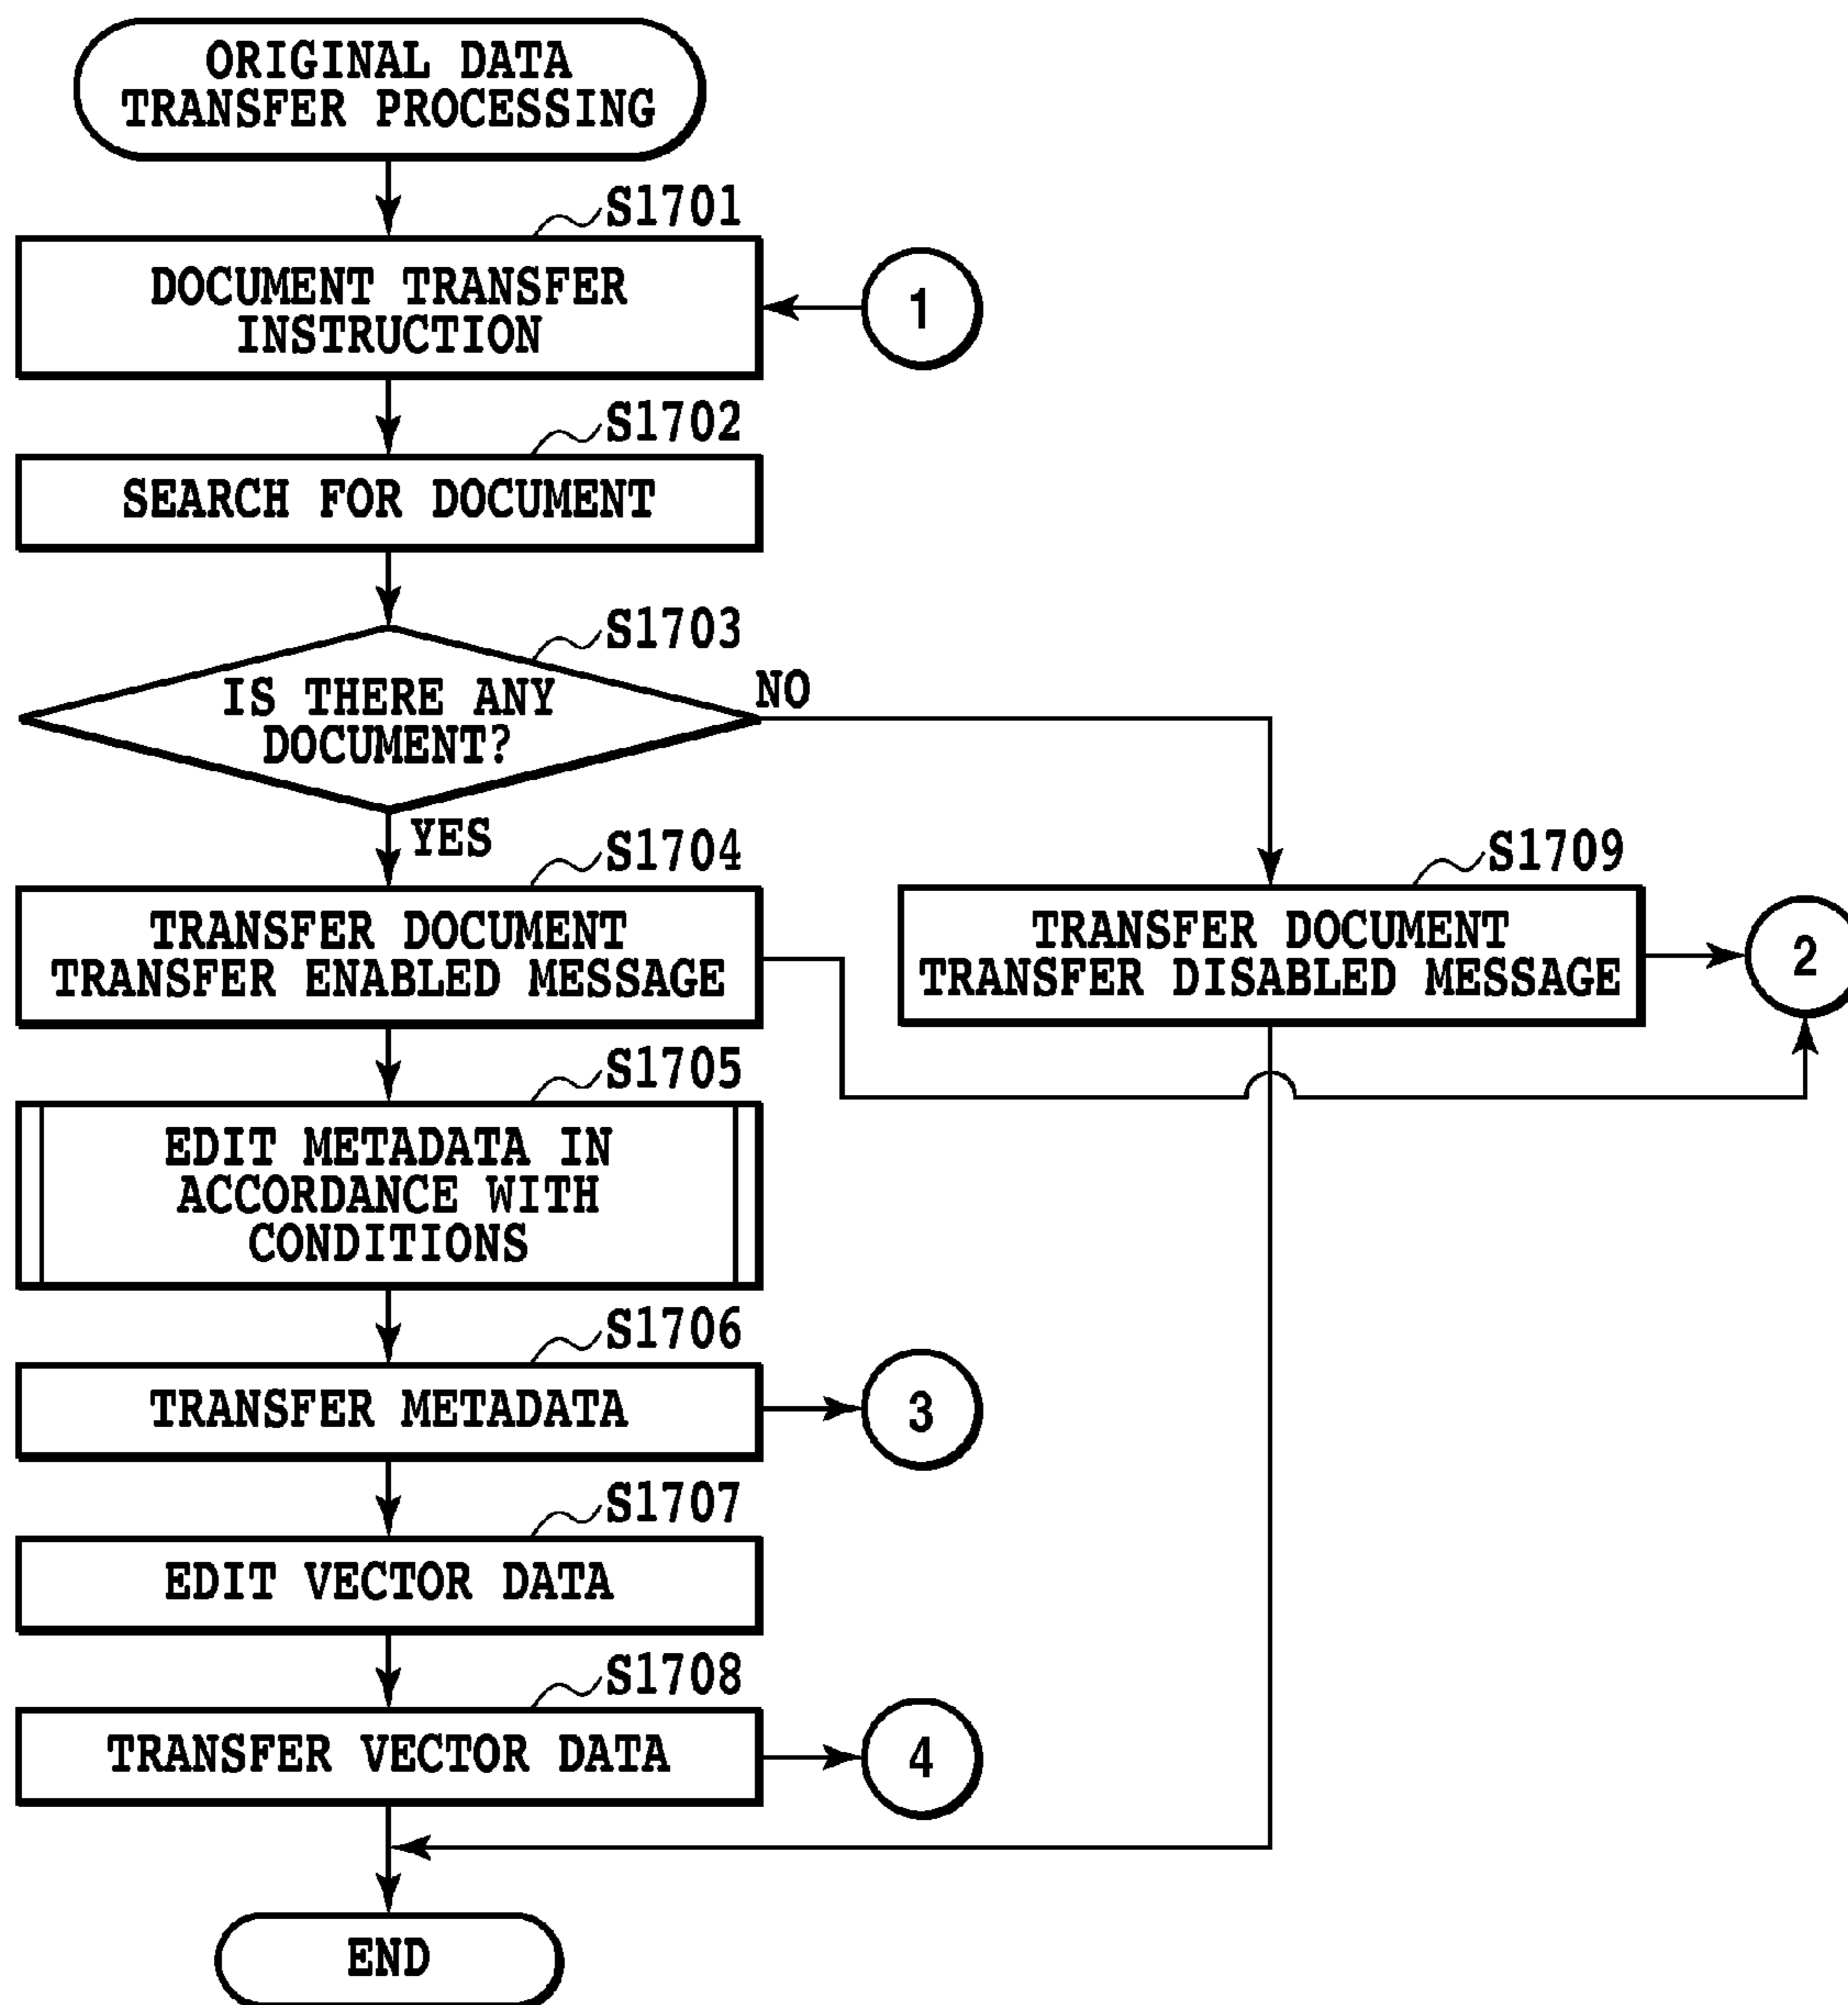 ORIGINAL DATA
TRANSFER PROCESSING
S1701
DOCUMENT TRANSFER
INSTRUCTION
1
S1702
SEARCH FOR DOCUMENT
S1703
IS THERE ANY
DOCUMENT?
NO
YES
S1704
TRANSFER DOCUMENT
TRANSFER ENABLED MESSAGE
S1709
TRANSFER DOCUMENT
TRANSFER DISABLED MESSAGE
2
S1705
EDIT METADATA IN
ACCORDANCE WITH
CONDITIONS
S1706
TRANSFER METADATA
3
S1707
EDIT VECTOR DATA
S1708
TRANSFER VECTOR DATA
4
END